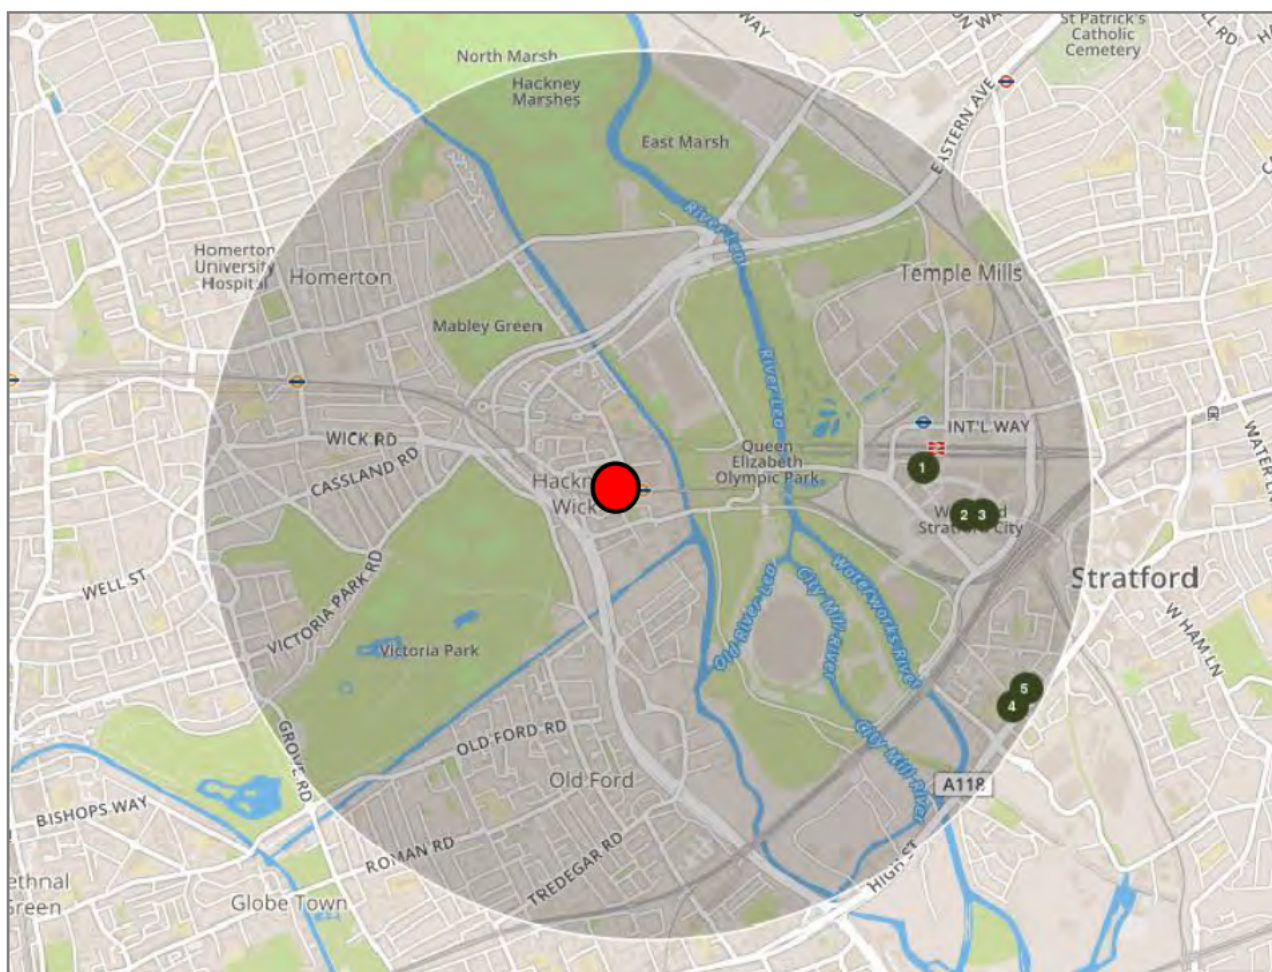 St Patrick's
Catholic
Cemetery
North Marsh
Hackney
Marshes
East Marsh
EASTERN AVE
River Lea
Homerton
University
Hospital
Homerton
Temple Mills
Mabley Green
River Lea
WICK RD
CASSLAND RD
INT'L WAY
Queen
Elizabeth
Olympic Park
1
Wick
2
3
Stratford City
WELL ST
VICTORIA PARK RD
Stratford
Old River Lea
City Mill River
Waterworks River
W HAM LN
Victoria Park
5
4
GROVE RD
OLD FORD RD
City Mill River
Old Ford
A118
BISHOPS WAY
ROMAN RD
TREDEGAR RD
HIGH ST
Globe Town